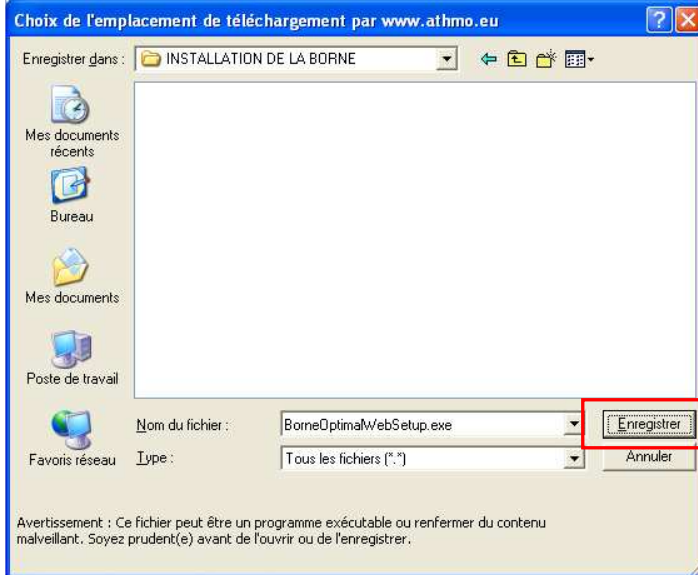 Choix de l'emplacement de téléchargement par www.athmo.eu
Enregistrer dans : INSTALLATION DE LA BORNE
Mes documents
récents
Bureau
Mes documents
Poste de travail
Favoris réseau
Nom du fichier : BorneOptimalWebSetup.exe Enregistrer
Type : Tous les fichiers (*.*) Annuler
Avertissement : Ce fichier peut être un programme exécutable ou renfermer du contenu
malveillant. Soyez prudent(e) avant de l'ouvrir ou de l'enregistrer.